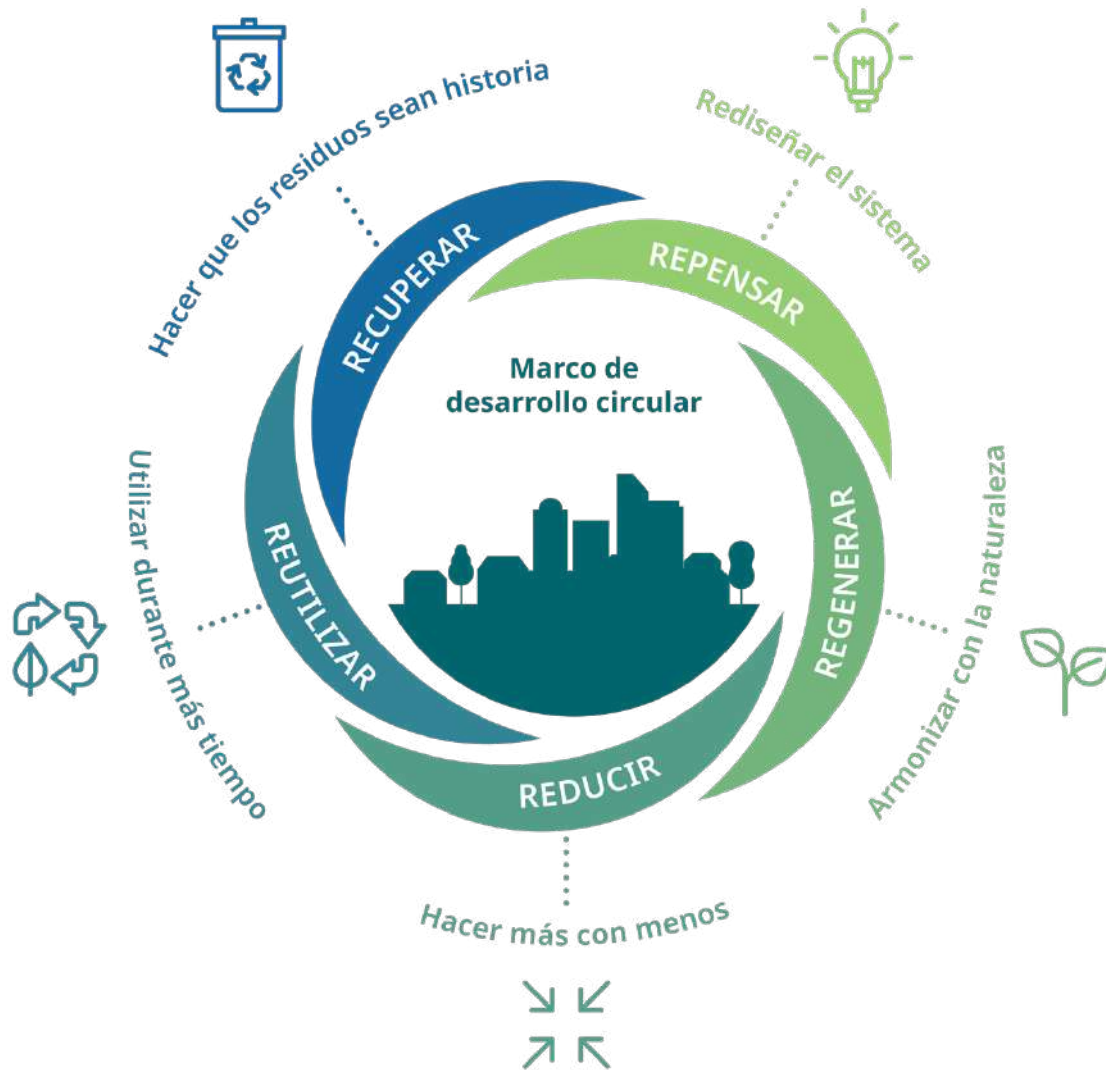 Marco de
desarrollo circular
REPENSAR
Rediseñar el sistema
REGENERAR
Armonizar con la naturaleza
REDUCIR
Hacer más con menos
REUTILIZAR
Utilizar durante más tiempo
RECUPERAR
Hacer que los residuos sean historia